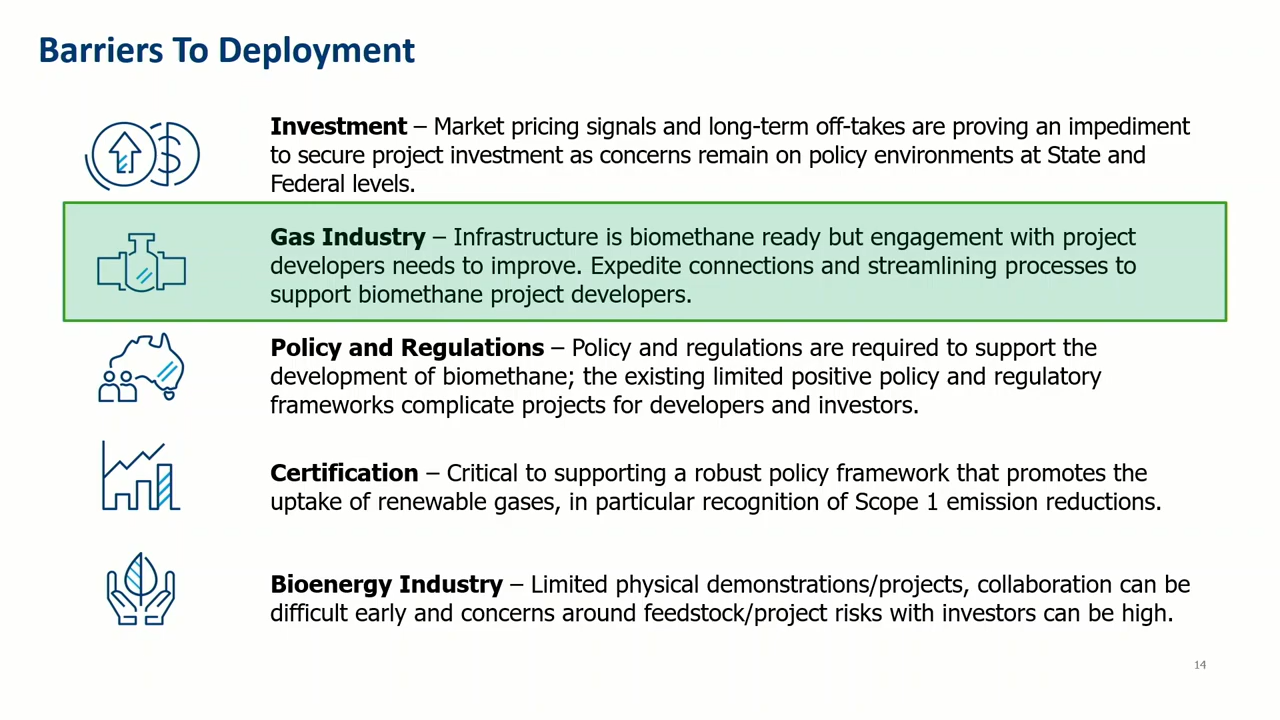 Barriers To Deployment
Investment – Market pricing signals and long-term off-takes are proving an impediment
to secure project investment as concerns remain on policy environments at State and
Federal levels.
Gas Industry – Infrastructure is biomethane ready but engagement with project
developers needs to improve. Expedite connections and streamlining processes to
support biomethane project developers.
Policy and Regulations – Policy and regulations are required to support the
development of biomethane; the existing limited positive policy and regulatory
frameworks complicate projects for developers and investors.
Certification – Critical to supporting a robust policy framework that promotes the
uptake of renewable gases, in particular recognition of Scope 1 emission reductions.
Bioenergy Industry – Limited physical demonstrations/projects, collaboration can be
difficult early and concerns around feedstock/project risks with investors can be high.
14